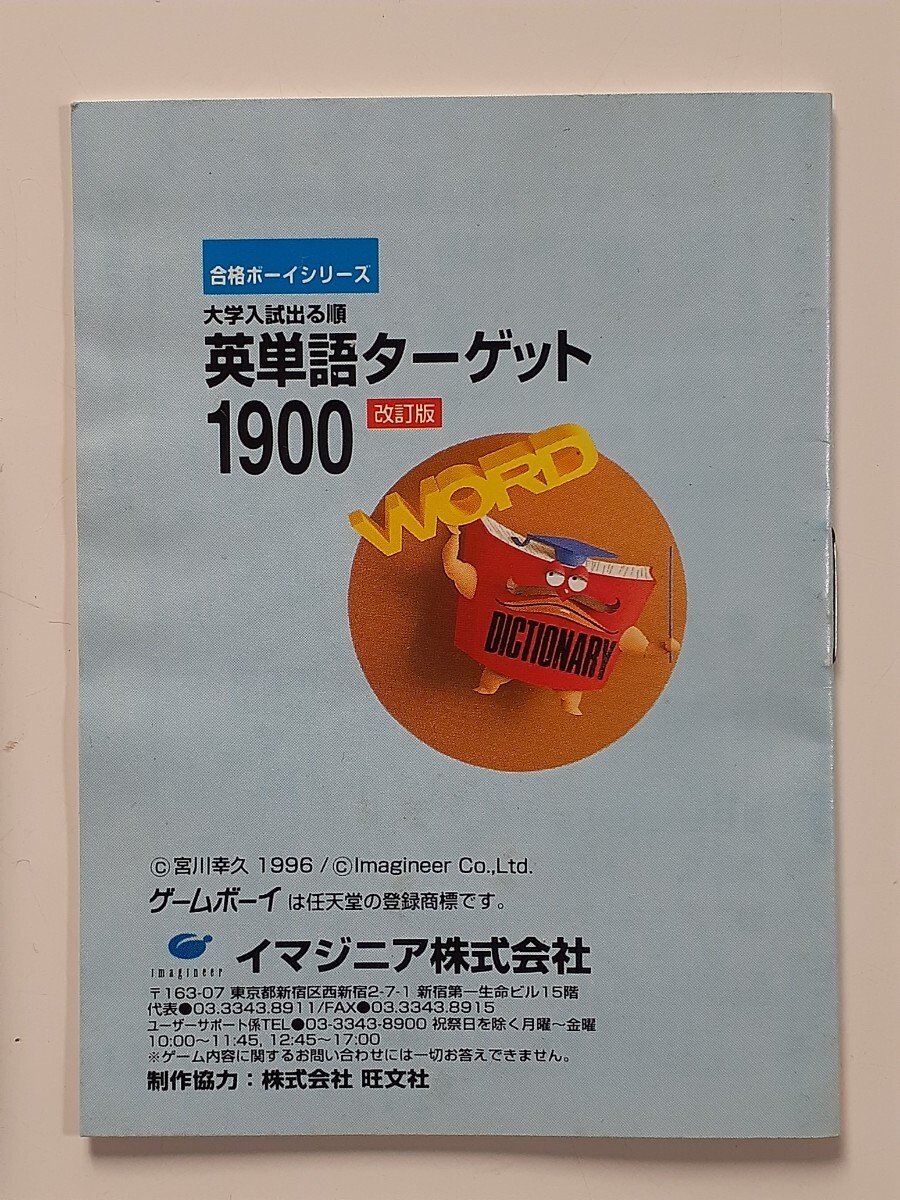 合格ボーイシリーズ
大学入試出る順
英単語ターゲット
1900 改訂版
WORD
DICTIONARY
©宮川幸久 1996 / ©Imagineer Co.,Ltd.
ゲームボーイ は任天堂の登録商標です。
imagineer イマジニア株式会社
〒163-07 東京都新宿区西新宿2-7-1 新宿第一生命ビル15階
代表●03.3343.8911/FAX●03.3343.8915
ユーザーサポート係TEL●03-3343-8900 祝祭日を除く月曜～金曜
10:00～11:45, 12:45～17:00
※ゲーム内容に関するお問い合わせには一切お答えできません。
制作協力：株式会社 旺文社